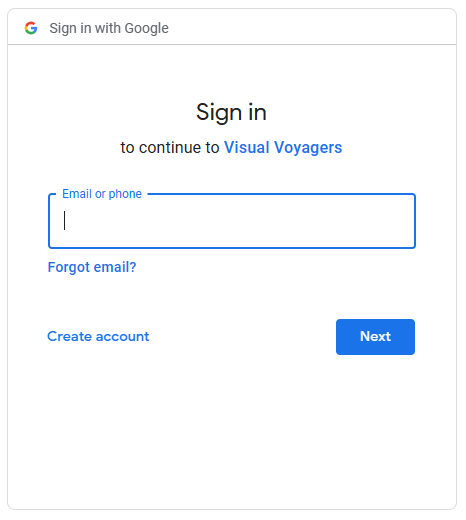 Sign in with Google
Sign in
to continue to Visual Voyagers
Email or phone
Forgot email?
Create account
Next